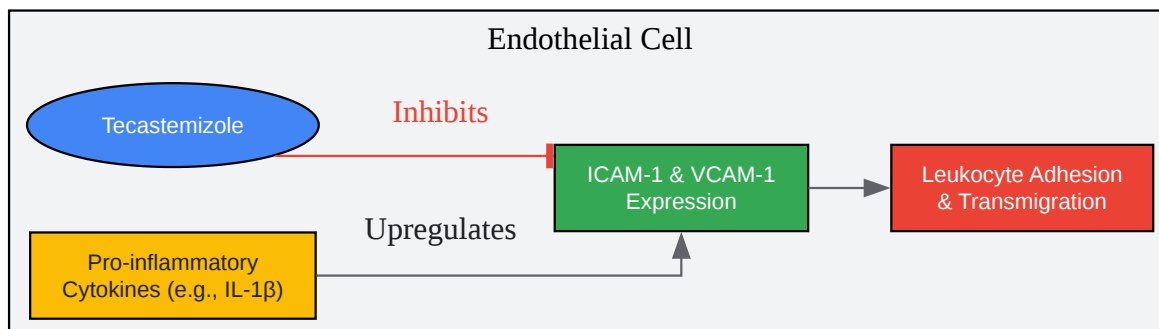 Endothelial Cell
Tecastemizole
Inhibits
ICAM-1 & VCAM-1
Expression
Leukocyte Adhesion
& Transmigration
Upregulates
Pro-inflammatory
Cytokines (e.g., IL-1β)